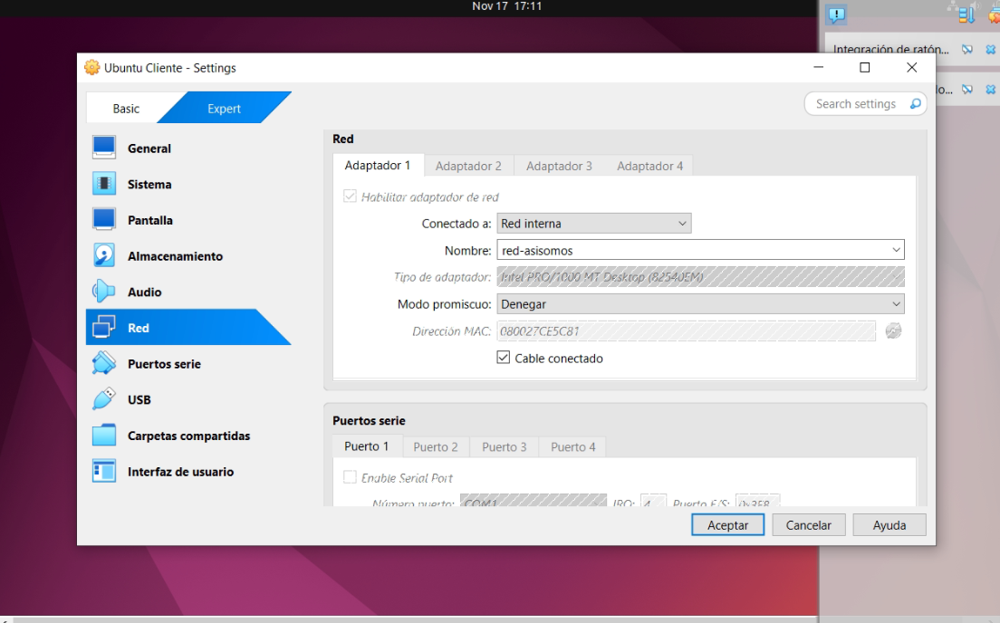 Nov 17 17:11
Integración de ratón...
Ubuntu Cliente - Settings
Basic
Expert
Search settings
General
Sistema
Pantalla
Almacenamiento
Audio
Red
Puertos serie
USB
Carpetas compartidas
Interfaz de usuario
Red
Adaptador 1
Adaptador 2
Adaptador 3
Adaptador 4
Habilitar adaptador de red
Conectado a: Red interna
Nombre: red-asisomos
Tipo de adaptador: Intel PRO/1000 MT Desktop (82540EM)
Modo promiscuo: Denegar
Dirección MAC: 080027CE5C81
Cable conectado
Puertos serie
Puerto 1
Puerto 2
Puerto 3
Puerto 4
Enable Serial Port
Número puerto: COM1 IRQ: 4 Puerto E/S: 0x3F8
Aceptar
Cancelar
Ayuda